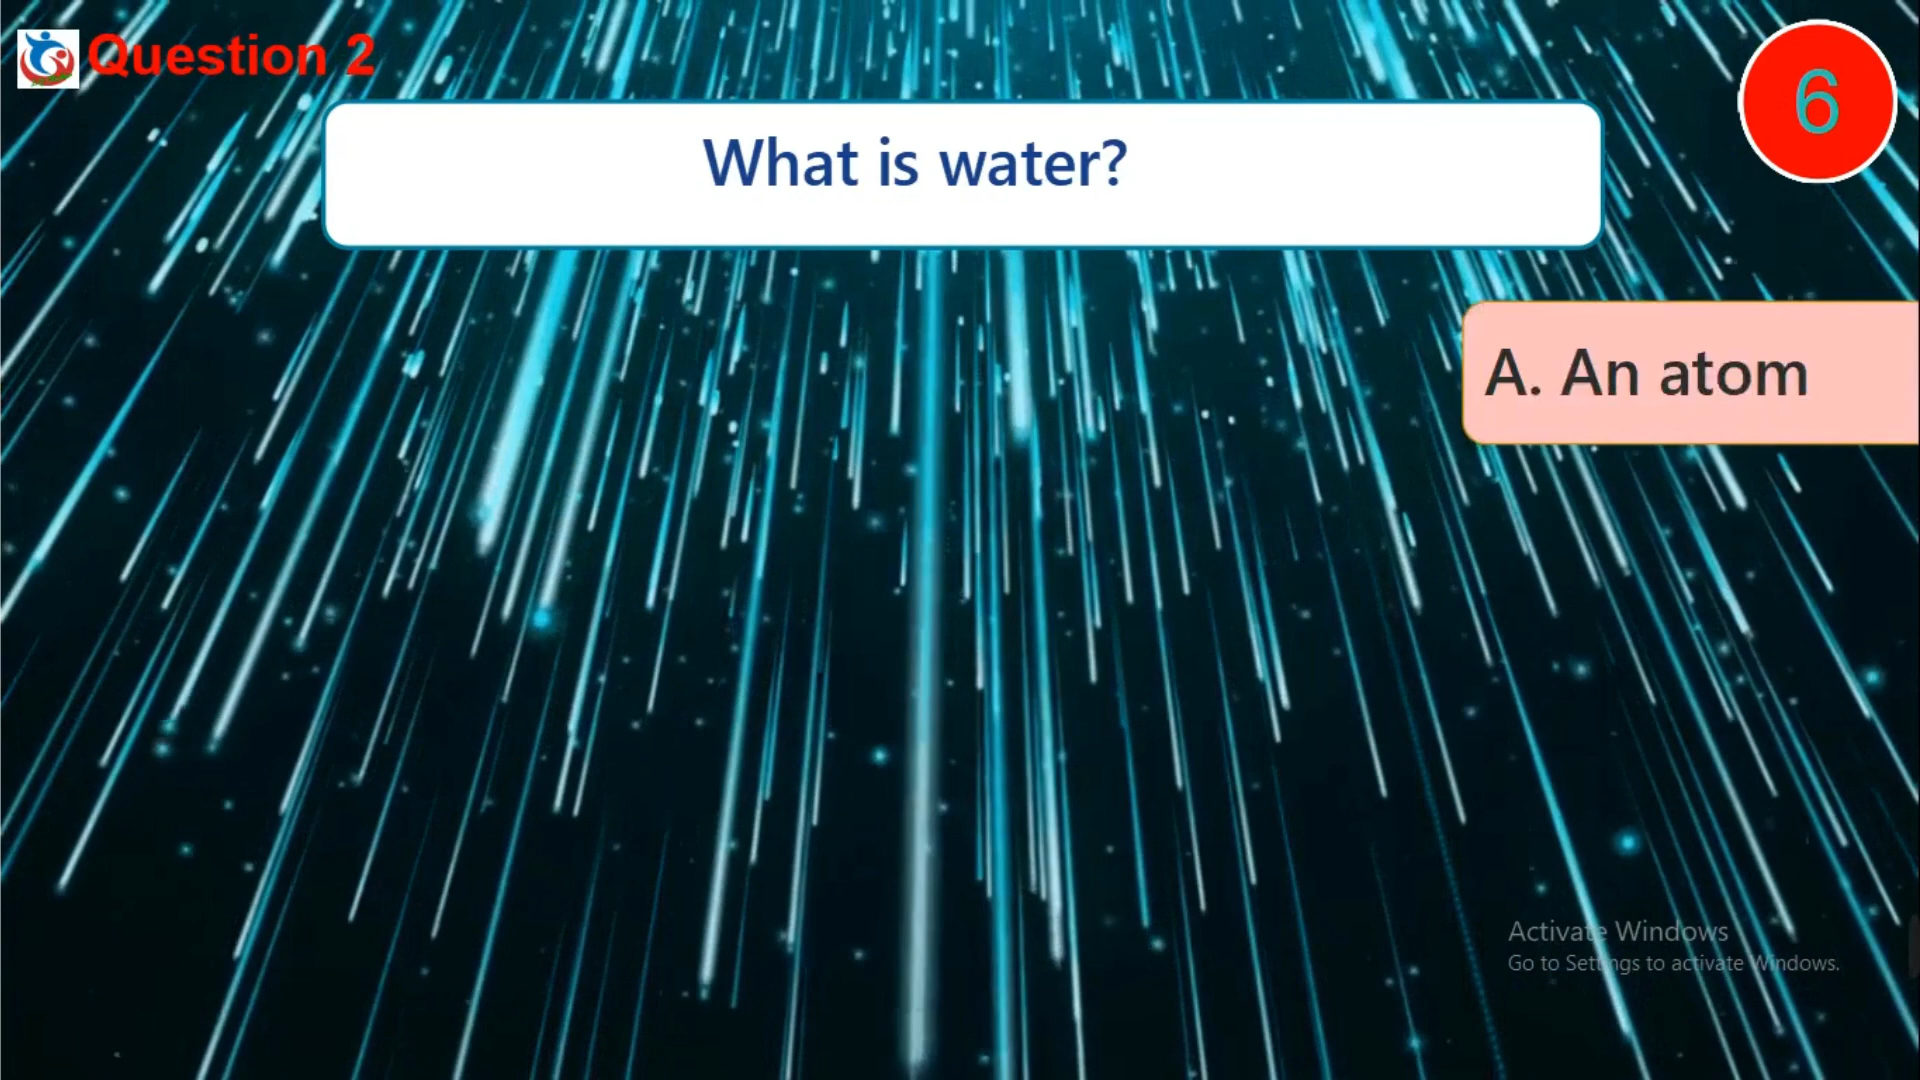 Question 2
6
What is water?
A. An atom
Activate Windows
Go to Settings to activate Windows.